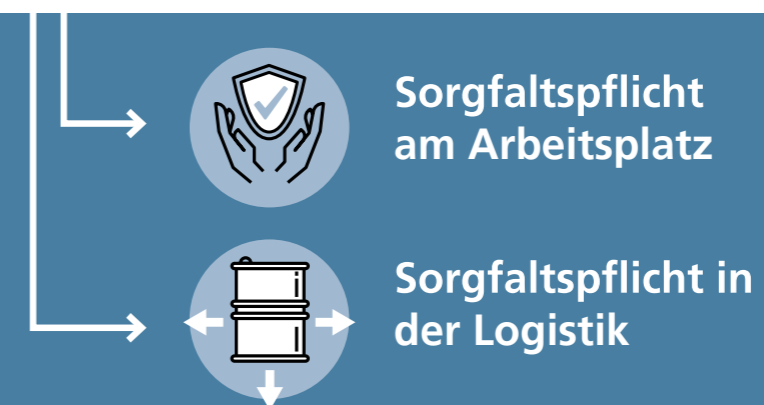 Sorgfaltspflicht
am Arbeitsplatz
Sorgfaltspflicht in
der Logistik